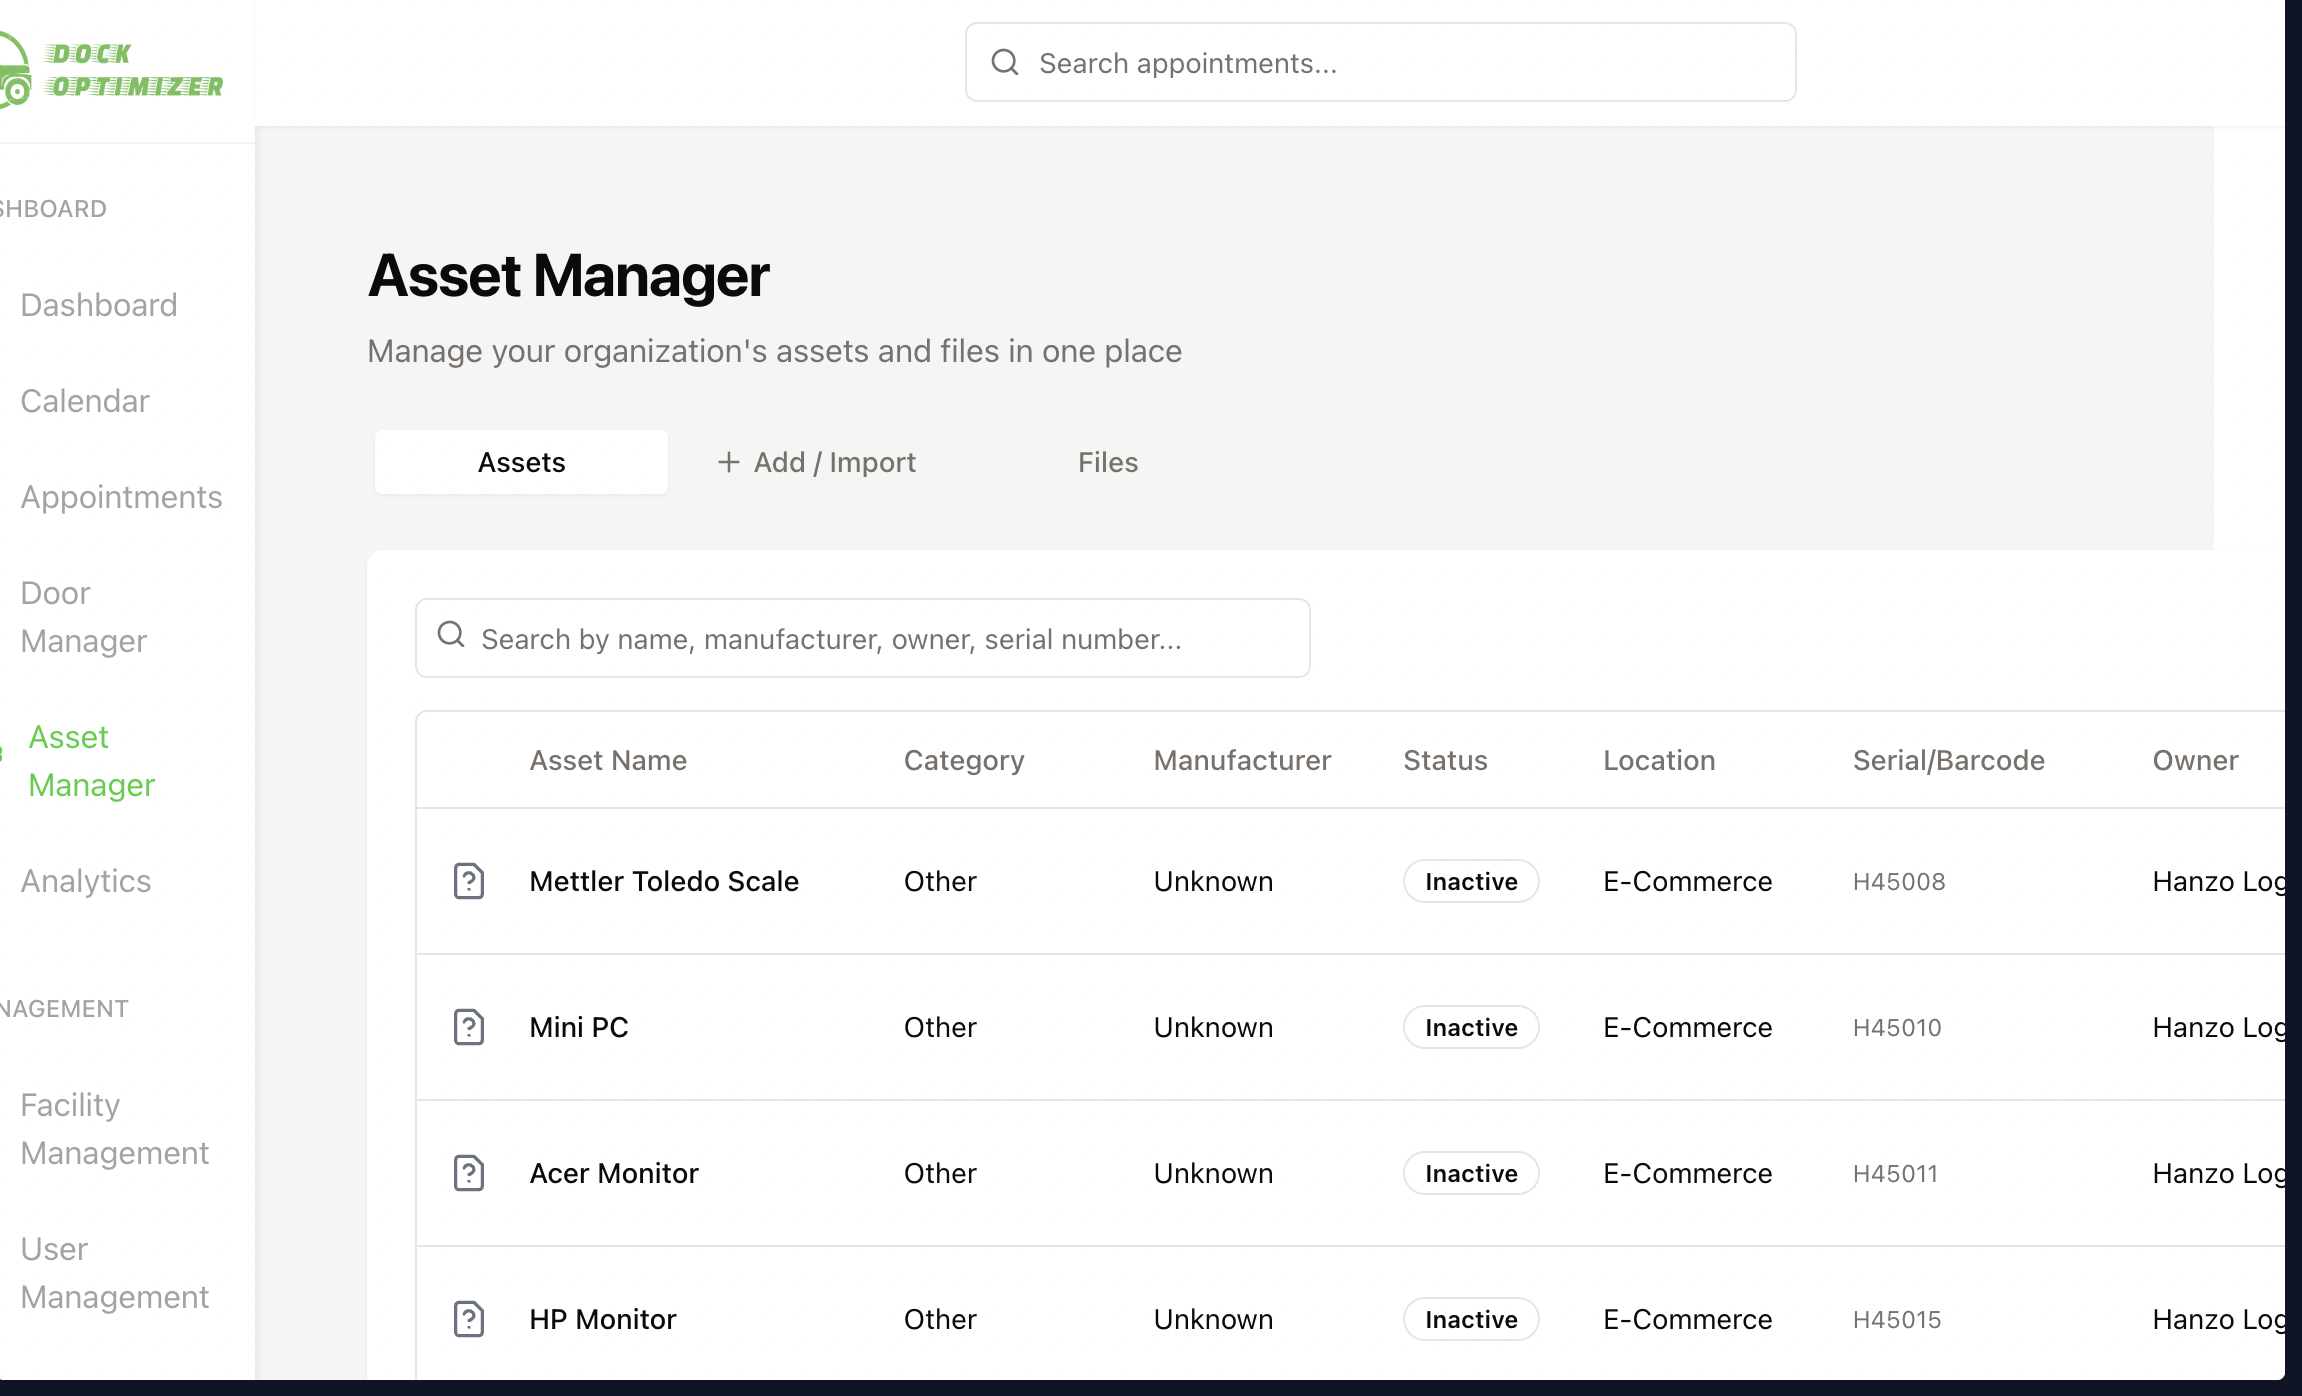 DOCK
OPTIMIZER
Search appointments...
SHBOARD
Dashboard
Calendar
Appointments
Door
Manager
Asset
Manager
Analytics
NAGEMENT
Facility
Management
User
Management
Asset Manager
Manage your organization's assets and files in one place
Assets
+ Add / Import
Files
Search by name, manufacturer, owner, serial number...
Asset Name Category Manufacturer Status Location Serial/Barcode Owner
Mettler Toledo Scale Other Unknown Inactive E-Commerce H45008 Hanzo Log
Mini PC Other Unknown Inactive E-Commerce H45010 Hanzo Log
Acer Monitor Other Unknown Inactive E-Commerce H45011 Hanzo Log
HP Monitor Other Unknown Inactive E-Commerce H45015 Hanzo Log